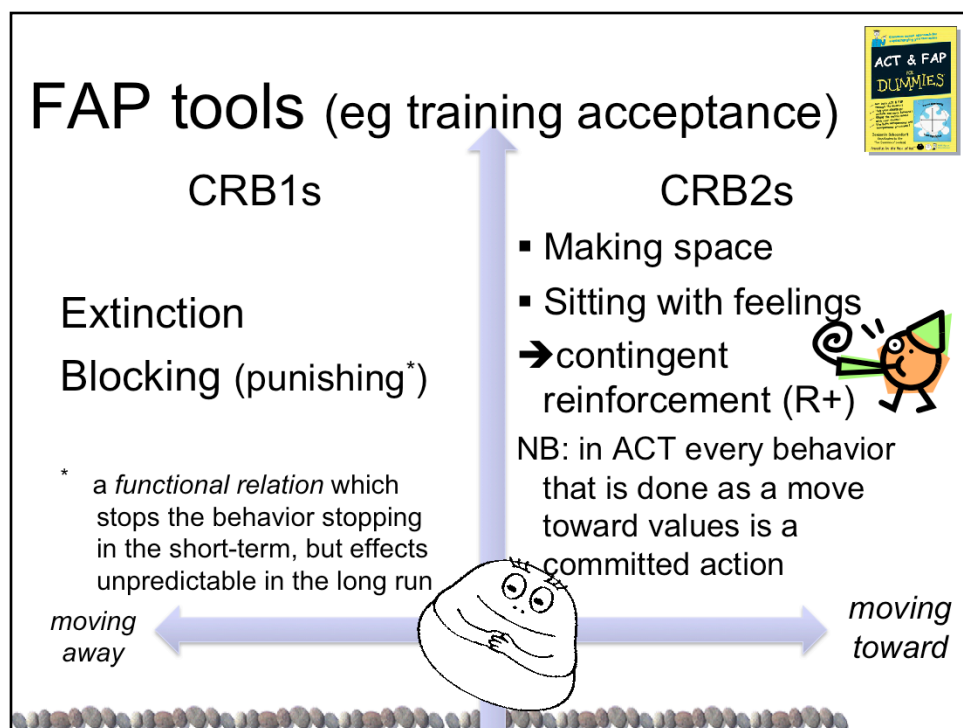 FAP tools (eg training acceptance)
ACT & FAP
FOR
DUMMIES
CRB1s
CRB2s
▪ Making space
▪ Sitting with feelings
➔contingent
reinforcement (R+)
Extinction
Blocking (punishing*)
NB: in ACT every behavior
that is done as a move
toward values is a
committed action
* a functional relation which
stops the behavior stopping
in the short-term, but effects
unpredictable in the long run
moving
away
moving
toward